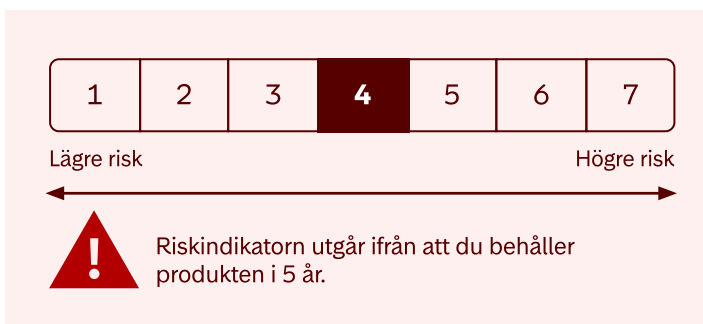 1 2 3 4 5 6 7
Lägre risk Högre risk
!
Riskindikatorn utgår ifrån att du behåller
produkten i 5 år.